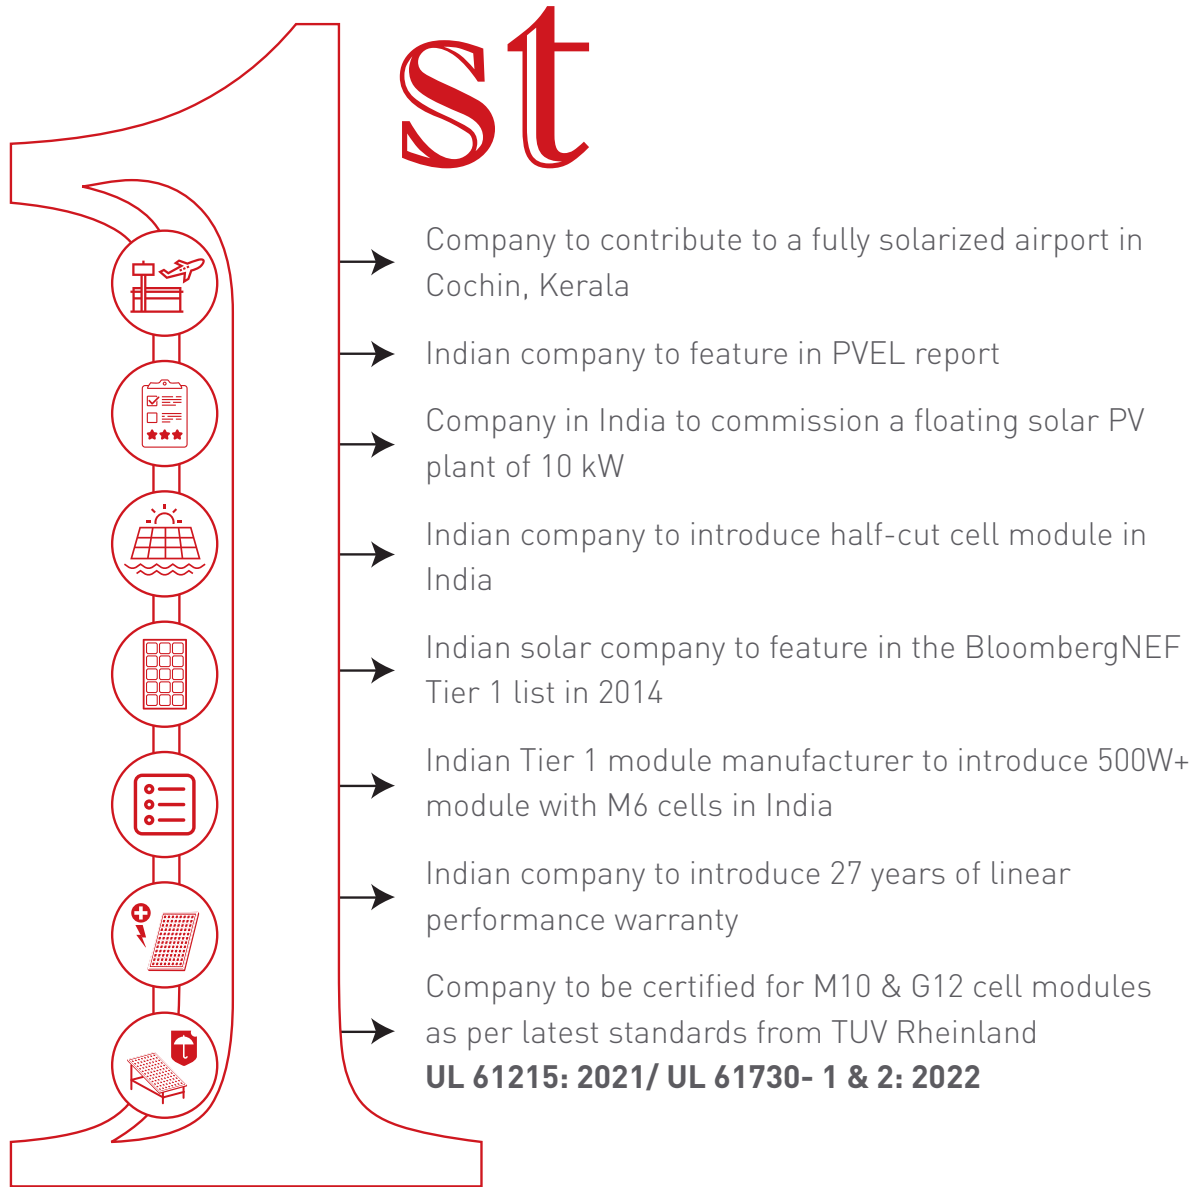 1st
Company to contribute to a fully solarized airport in
Cochin, Kerala
Indian company to feature in PVEL report
Company in India to commission a floating solar PV
plant of 10 kW
Indian company to introduce half-cut cell module in
India
Indian solar company to feature in the BloombergNEF
Tier 1 list in 2014
Indian Tier 1 module manufacturer to introduce 500W+
module with M6 cells in India
Indian company to introduce 27 years of linear
performance warranty
Company to be certified for M10 & G12 cell modules
as per latest standards from TUV Rheinland
UL 61215: 2021/ UL 61730- 1 & 2: 2022